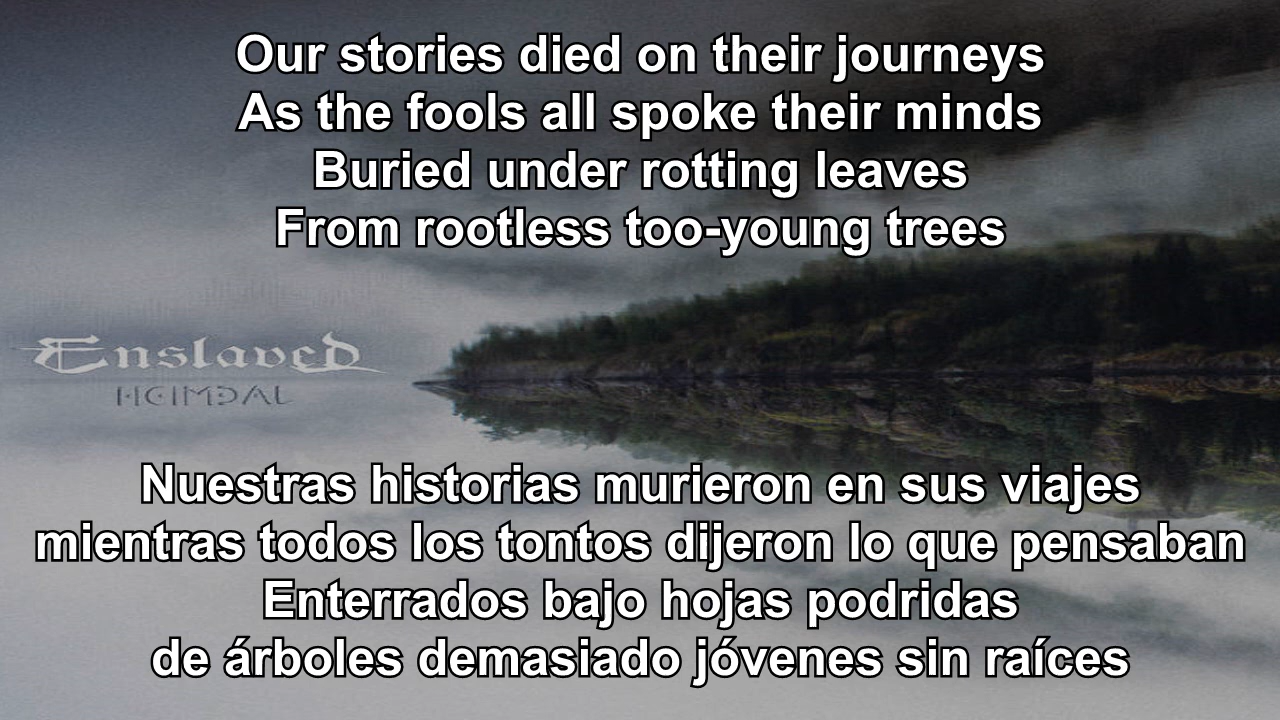 Our stories died on their journeys
As the fools all spoke their minds
Buried under rotting leaves
From rootless too-young trees
Enslaved
HEIMDAL
Nuestras historias murieron en sus viajes
mientras todos los tontos dijeron lo que pensaban
Enterrados bajo hojas podridas
de árboles demasiado jóvenes sin raíces